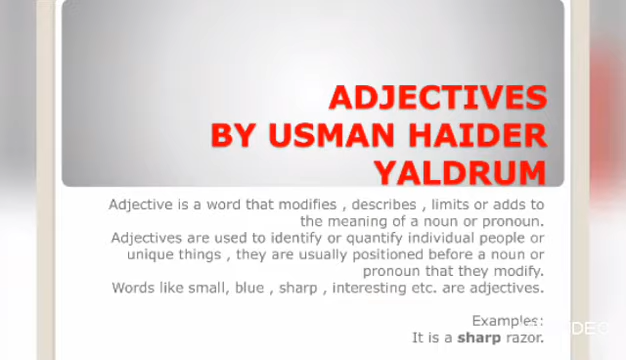 ADJECTIVES
BY USMAN HAIDER
YALDRUM
Adjective is a word that modifies , describes , limits or adds to
the meaning of a noun or pronoun.
Adjectives are used to identify or quantify individual people or
unique things , they are usually positioned before a noun or
pronoun that they modify.
Words like small, blue , sharp , interesting etc. are adjectives.
Examples:
It is a sharp razor.